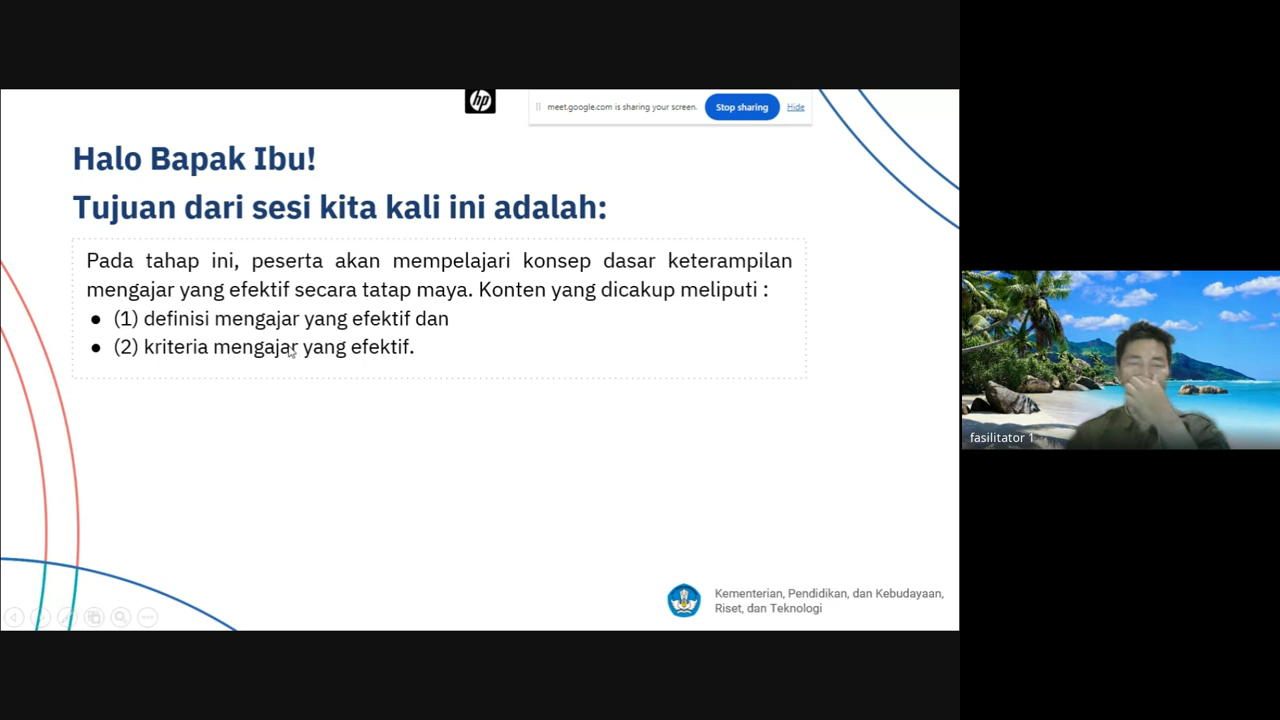 hp
meet.google.com is sharing your screen. Stop sharing Hide
Halo Bapak Ibu!
Tujuan dari sesi kita kali ini adalah:
Pada tahap ini, peserta akan mempelajari konsep dasar keterampilan
mengajar yang efektif secara tatap maya. Konten yang dicakup meliputi :
● (1) definisi mengajar yang efektif dan
● (2) kriteria mengajar yang efektif.
fasilitator 1
Kementerian, Pendidikan, dan Kebudayaan,
Riset, dan Teknologi